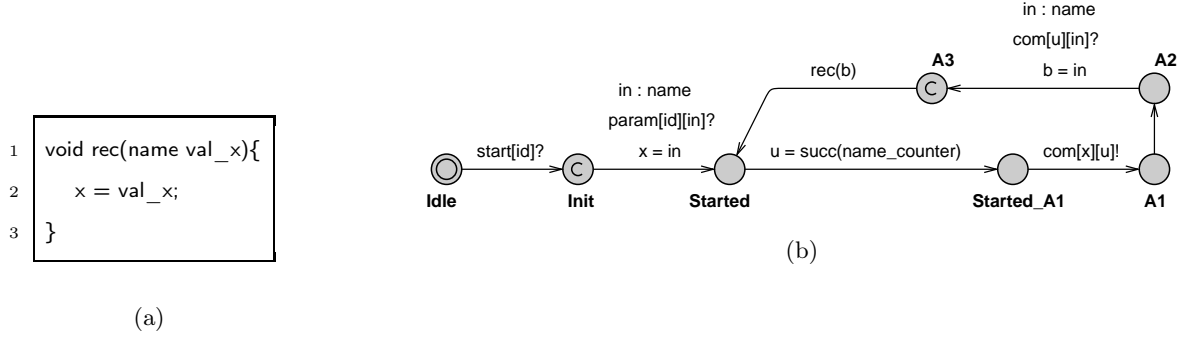 1 void rec(name val_x){
2 x = val_x;
3 }
(a)
in : name
com[u][in]?
b = in
A3
A2
rec(b)
in : name
param[id][in]?
x = in
start[id]?
u = succ(name_counter)
com[x][u]!
C
C
Idle
Init
Started
Started_A1
A1
(b)